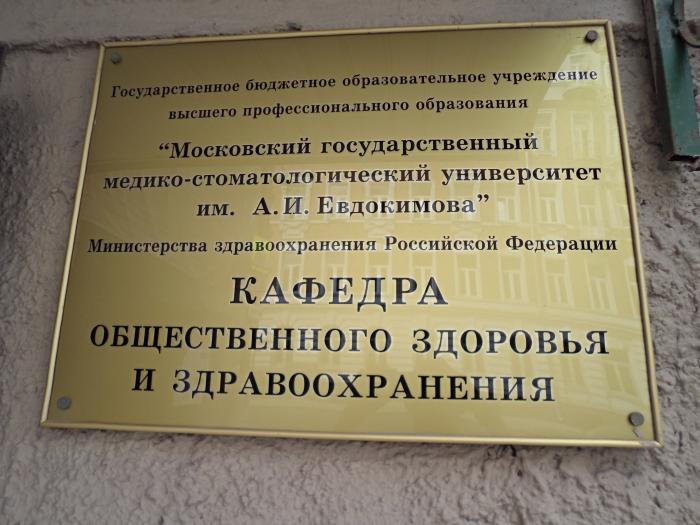 Государственное бюджетное образовательное учреждение
высшего профессионального образования
“Московский государственный
медико-стоматологический университет
им. А.И. Евдокимова”
Министерства здравоохранения Российской Федерации
КАФЕДРА
ОБЩЕСТВЕННОГО ЗДОРОВЬЯ
И ЗДРАВООХРАНЕНИЯ